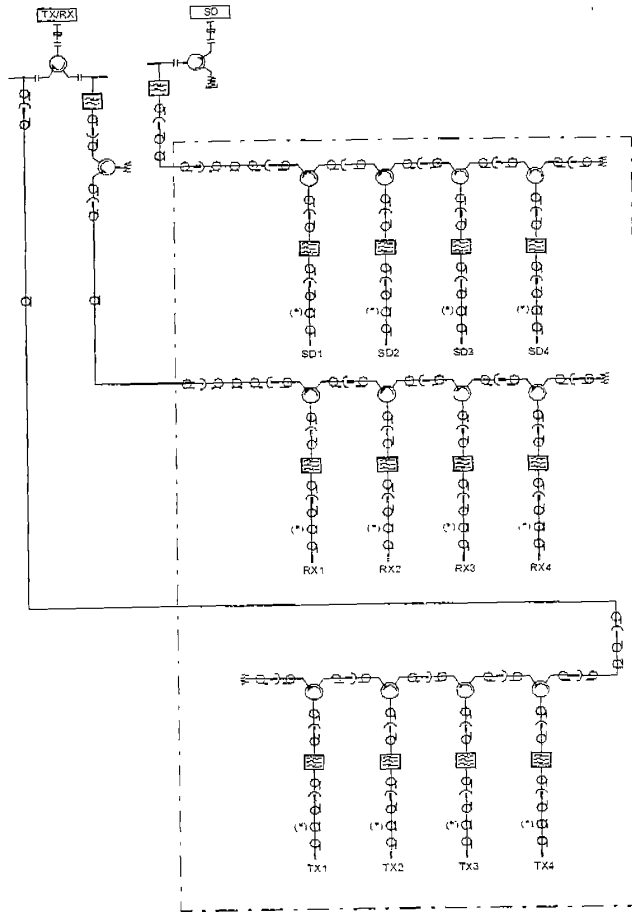 TX/RX SD
(*) (*) (*) (*)
SD1 SD2 SD3 SD4
(*) (*) (*) (*)
RX1 RX2 RX3 RX4
(*) (*) (*) (*)
TX1 TX2 TX3 TX4